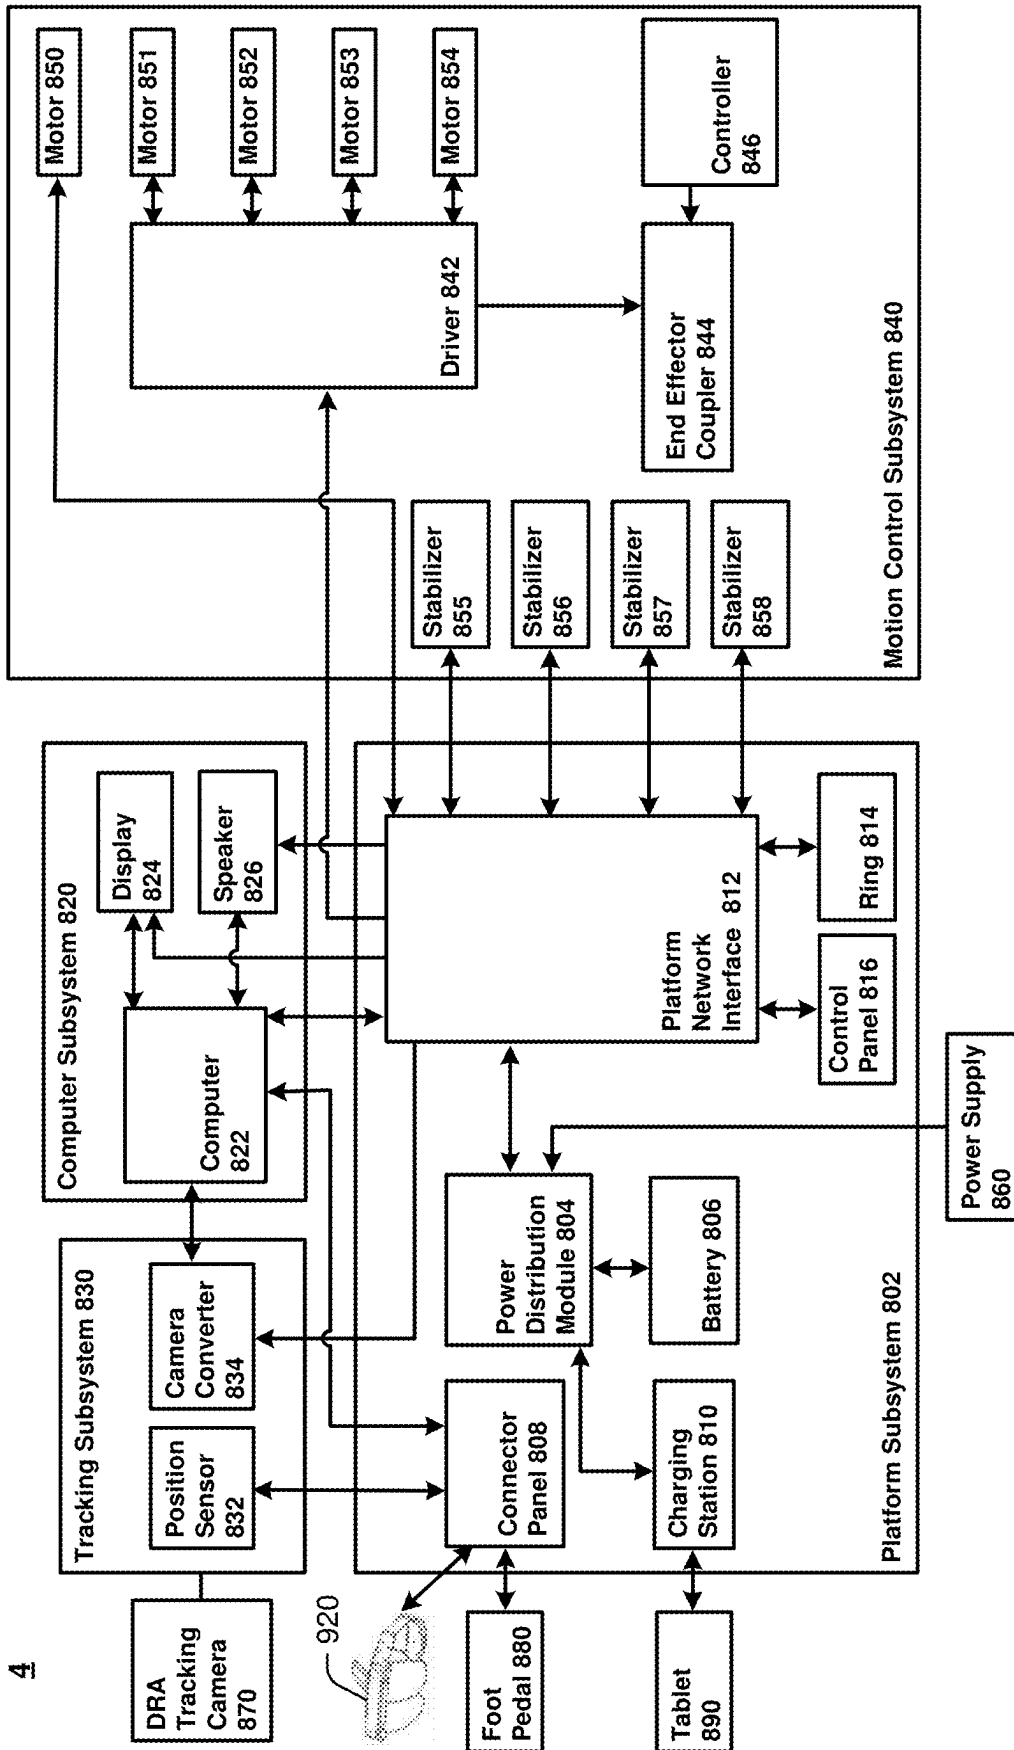 4
DRA
Tracking
Camera
870
920
Foot
Pedal 880
Tablet
890
Tracking Subsystem 830
Position
Sensor
832
Camera
Converter
834
Computer Subsystem 820
Computer
822
Display
824
Speaker
826
Platform Subsystem 802
Connector
Panel 808
Charging
Station 810
Power
Distribution
Module 804
Battery 806
Platform
Network
Interface 812
Control
Panel 816
Ring 814
Power Supply
860
Motion Control Subsystem 840
Stabilizer
855
Stabilizer
856
Stabilizer
857
Stabilizer
858
Driver 842
End Effector
Coupler 844
Controller
846
Motor 850
Motor 851
Motor 852
Motor 853
Motor 854